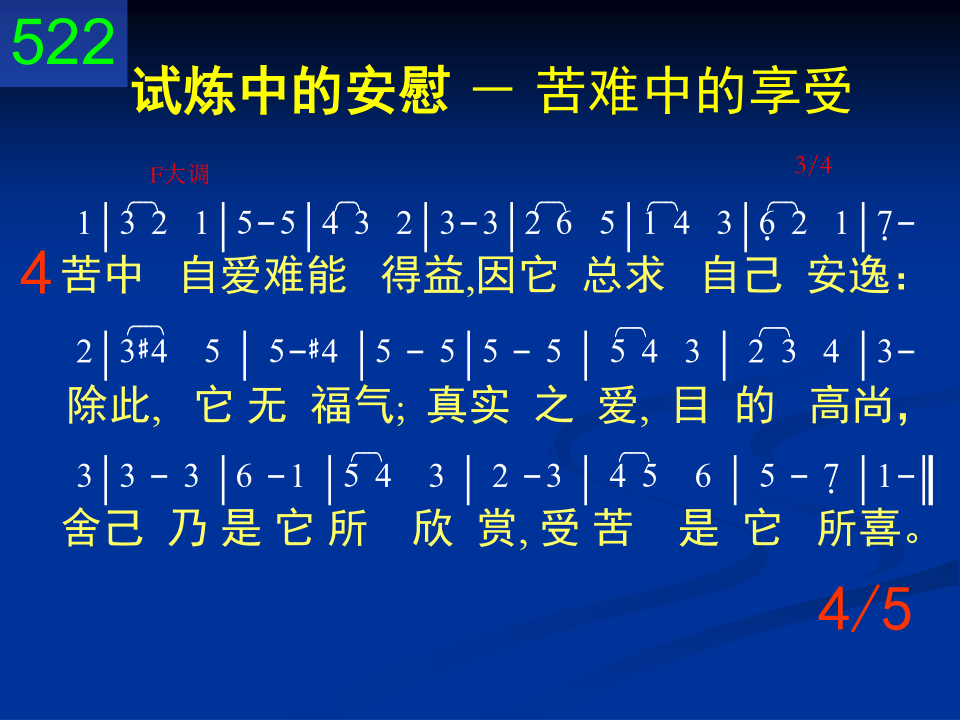 522
试炼中的安慰 － 苦难中的享受
F大调 3/4
1|3 2 1|5-5|4 3 2|3-3|2 6 5|1 4 3|6̣ 2 1|7̣-
4 苦中 自爱难能 得益,因它 总求 自己 安逸：
2|3#4 5|5-#4|5 - 5|5 - 5|5 4 3|2 3 4|3-
除此, 它 无 福气; 真实 之 爱, 目 的 高尚，
3|3 - 3|6 -1|5 4 3|2 -3|4 5 6|5 - 7̣|1-‖
舍己 乃 是 它 所 欣 赏, 受 苦 是 它 所喜。
4/5